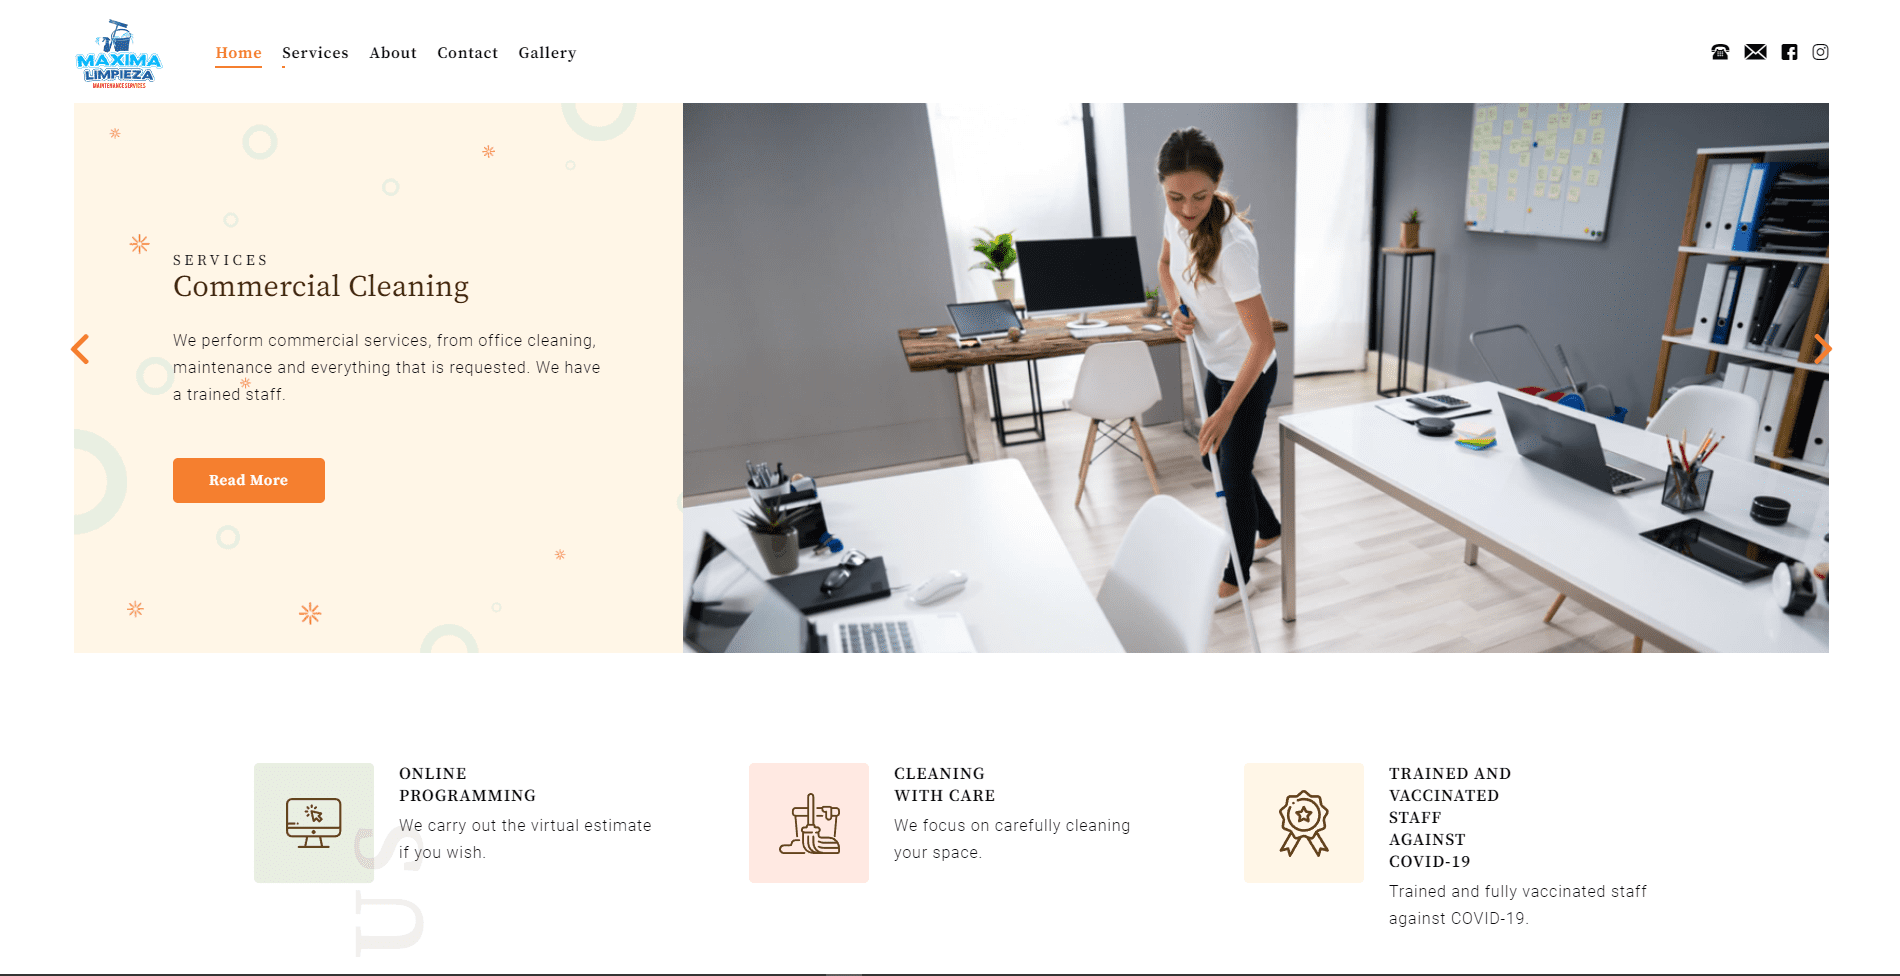 MAXIMA
LIMPIEZA
MAINTENANCE SERVICES
Home
Services
About
Contact
Gallery
SERVICES
Commercial Cleaning
We perform commercial services, from office cleaning,
maintenance and everything that is requested. We have
a trained staff.
Read More
ONLINE
PROGRAMMING
We carry out the virtual estimate
if you wish.
CLEANING
WITH CARE
We focus on carefully cleaning
your space.
TRAINED AND
VACCINATED
STAFF
AGAINST
COVID-19
Trained and fully vaccinated staff
against COVID-19.
US